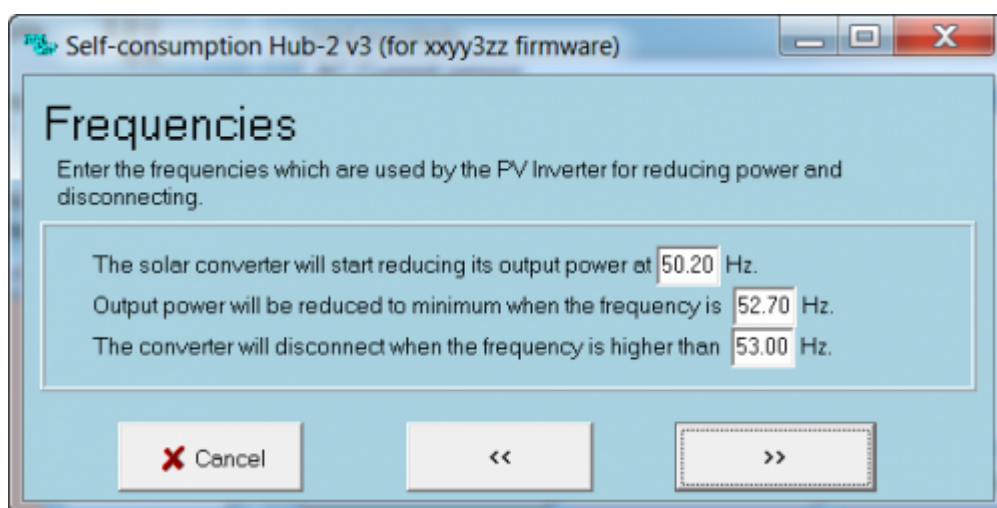 Self-consumption Hub-2 v3 (for xxyy3zz firmware)
Frequencies
Enter the frequencies which are used by the PV Inverter for reducing power and
disconnecting.
The solar converter will start reducing its output power at 50.20 Hz.
Output power will be reduced to minimum when the frequency is 52.70 Hz.
The converter will disconnect when the frequency is higher than 53.00 Hz.
Cancel << >>